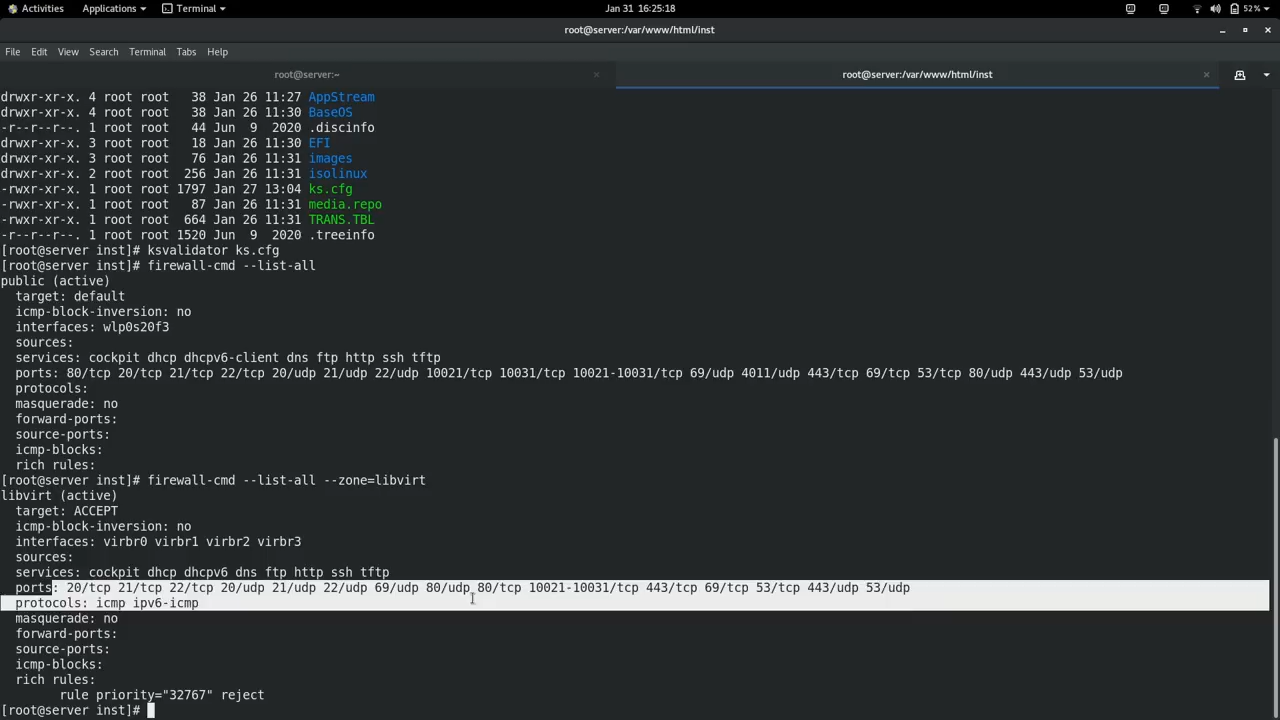 Activities Applications Terminal Jan 31 16:25:18 52%
root@server:/var/www/html/inst
File Edit View Search Terminal Tabs Help
root@server:~ root@server:/var/www/html/inst
drwxr-xr-x. 4 root root   38 Jan 26 11:27 AppStream
drwxr-xr-x. 4 root root   38 Jan 26 11:30 BaseOS
-r--r--r--. 1 root root   44 Jun  9  2020 .discinfo
drwxr-xr-x. 3 root root   18 Jan 26 11:30 EFI
drwxr-xr-x. 3 root root   76 Jan 26 11:31 images
drwxr-xr-x. 2 root root  256 Jan 26 11:31 isolinux
-rwxr-xr-x. 1 root root 1797 Jan 27 13:04 ks.cfg
-rwxr-xr-x. 1 root root   87 Jan 26 11:31 media.repo
-rwxr-xr-x. 1 root root  664 Jan 26 11:31 TRANS.TBL
-r--r--r--. 1 root root 1520 Jun  9  2020 .treeinfo
[root@server inst]# ksvalidator ks.cfg
[root@server inst]# firewall-cmd --list-all
public (active)
  target: default
  icmp-block-inversion: no
  interfaces: wlp0s20f3
  sources:
  services: cockpit dhcp dhcpv6-client dns ftp http ssh tftp
  ports: 80/tcp 20/tcp 21/tcp 22/tcp 20/udp 21/udp 22/udp 10021/tcp 10031/tcp 10021-10031/tcp 69/udp 4011/udp 443/tcp 69/tcp 53/tcp 80/udp 443/udp 53/udp
  protocols:
  masquerade: no
  forward-ports:
  source-ports:
  icmp-blocks:
  rich rules:
[root@server inst]# firewall-cmd --list-all --zone=libvirt
libvirt (active)
  target: ACCEPT
  icmp-block-inversion: no
  interfaces: virbr0 virbr1 virbr2 virbr3
  sources:
  services: cockpit dhcp dhcpv6 dns ftp http ssh tftp
  ports: 20/tcp 21/tcp 22/tcp 20/udp 21/udp 22/udp 69/udp 80/udp 80/tcp 10021-10031/tcp 443/tcp 69/tcp 53/tcp 443/udp 53/udp
  protocols: icmp ipv6-icmp
  masquerade: no
  forward-ports:
  source-ports:
  icmp-blocks:
  rich rules:
        rule priority="32767" reject
[root@server inst]#